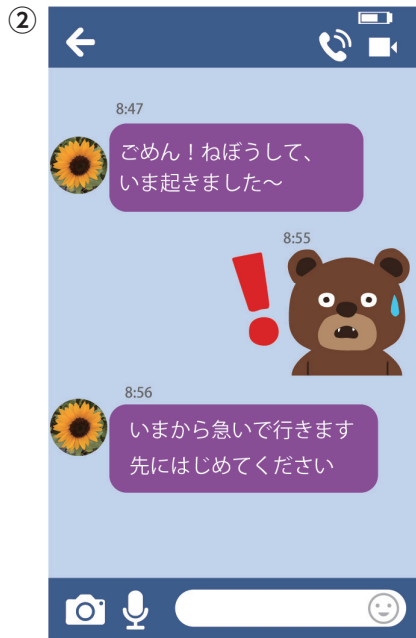 ②
8:47
ごめん！ねぼうして、
いま起きました～
8:55
8:56
いまから急いで行きます
先にはじめてください